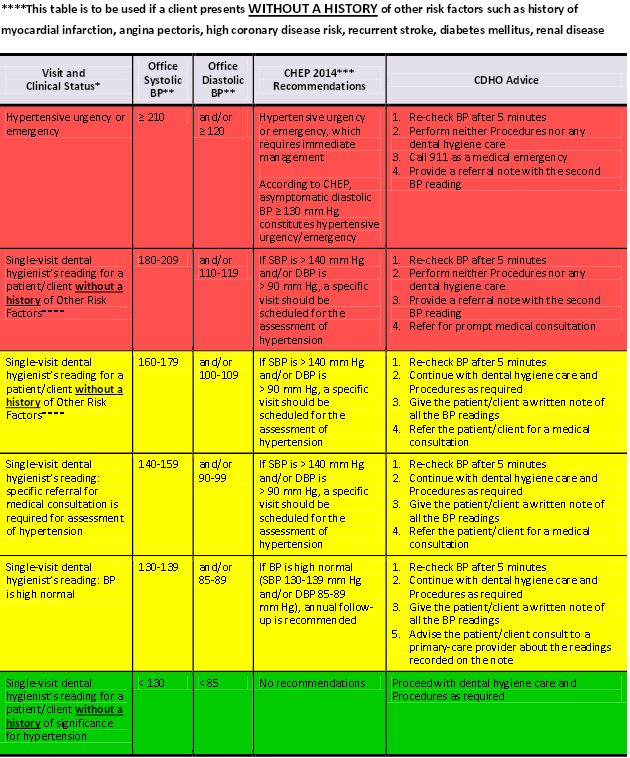 ****This table is to be used if a client presents WITHOUT A HISTORY of other risk factors such as history of
myocardial infarction, angina pectoris, high coronary disease risk, recurrent stroke, diabetes mellitus, renal disease
Visit and
Clinical Status*
Office
Systolic
BP**
Office
Diastolic
BP**
CHEP 2014***
Recommendations
CDHO Advice
Hypertensive urgency or
emergency
≥ 210
and/or
≥ 120
Hypertensive urgency
or emergency, which
requires immediate
management
According to CHEP,
asymptomatic diastolic
BP ≥ 130 mm Hg
constitutes hypertensive
urgency/emergency
1. Re-check BP after 5 minutes
2. Perform neither Procedures nor any
dental hygiene care
3. Call 911 as a medical emergency
4. Provide a referral note with the second
BP reading
Single-visit dental
hygienist's reading for a
patient/client without a
history of Other Risk
Factors****
180-209
and/or
110-119
If SBP is > 140 mm Hg
and/or DBP is
> 90 mm Hg, a specific
visit should be
scheduled for the
assessment of
hypertension
1. Re-check BP after 5 minutes
2. Perform neither Procedures nor any
dental hygiene care
3. Provide a referral note with the second
BP reading
4. Refer for prompt medical consultation
Single-visit dental
hygienist's reading for a
patient/client without a
history of Other Risk
Factors****
160-179
and/or
100-109
If SBP is > 140 mm Hg
and/or DBP is
> 90 mm Hg, a specific
visit should be
scheduled for the
assessment of
hypertension
1. Re-check BP after 5 minutes
2. Continue with dental hygiene care and
Procedures as required
3. Give the patient/client a written note of
all the BP readings
4. Refer the patient/client for a medical
consultation
Single-visit dental
hygienist's reading:
specific referral for
medical consultation is
required for assessment
of hypertension
140-159
and/or
90-99
If SBP is > 140 mm Hg
and/or DBP is
> 90 mm Hg, a specific
visit should be
scheduled for the
assessment of
hypertension
1. Re-check BP after 5 minutes
2. Continue with dental hygiene care and
Procedures as required
3. Give the patient/client a written note of
all the BP readings
4. Refer the patient/client for a medical
consultation
Single-visit dental
hygienist's reading: BP
is high normal
130-139
and/or
85-89
If BP is high normal
(SBP 130-139 mm Hg
and/or DBP 85-89
mm Hg), annual follow-
up is recommended
1. Re-check BP after 5 minutes
2. Continue with dental hygiene care and
Procedures as required
3. Give the patient/client a written note of
all the BP readings
5. Advise the patient/client consult to a
primary-care provider about the readings
recorded on the note
Single-visit dental
hygienist's reading for a
patient/client without a
history of significance
for hypertension
< 130
< 85
No recommendations
Proceed with dental hygiene care and
Procedures as required